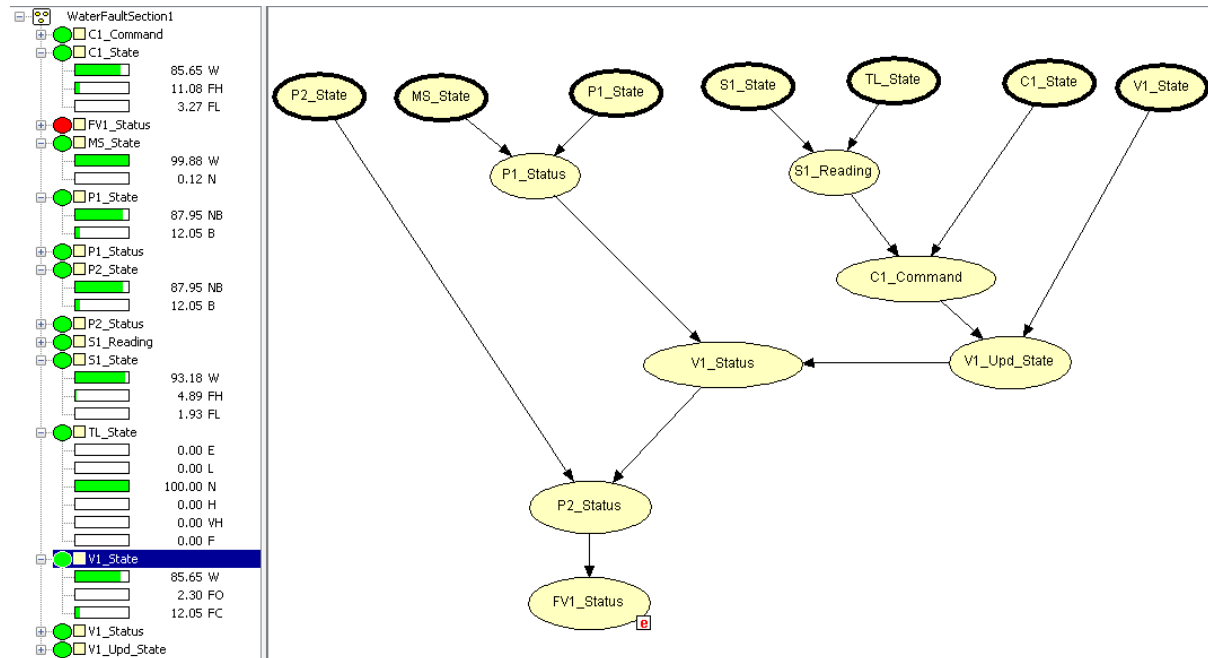 WaterFaultSection1
C1_Command
C1_State
85.65 W
11.08 FH
3.27 FL
FV1_Status
MS_State
99.88 W
0.12 N
P1_State
87.95 NB
12.05 B
P1_Status
P2_State
87.95 NB
12.05 B
P2_Status
S1_Reading
S1_State
93.18 W
4.89 FH
1.93 FL
TL_State
0.00 E
0.00 L
100.00 N
0.00 H
0.00 VH
0.00 F
V1_State
85.65 W
2.30 FO
12.05 FC
V1_Status
V1_Upd_State
P2_State
MS_State
P1_State
S1_State
TL_State
C1_State
V1_State
P1_Status
S1_Reading
C1_Command
V1_Status
V1_Upd_State
P2_Status
FV1_Status
e